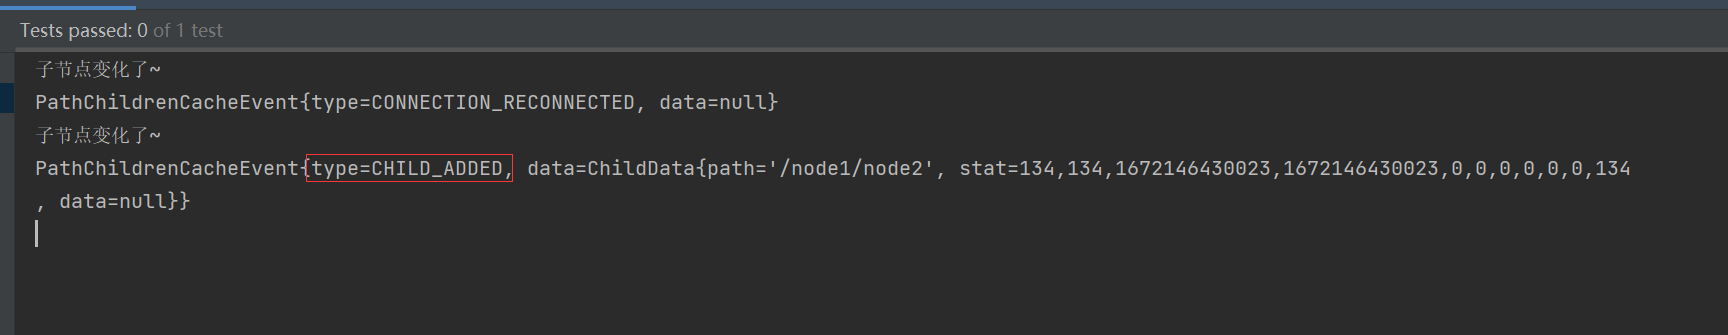 Tests passed: 0 of 1 test
子节点变化了~
PathChildrenCacheEvent{type=CONNECTION_RECONNECTED, data=null}
子节点变化了~
PathChildrenCacheEvent{type=CHILD_ADDED, data=ChildData{path='/node1/node2', stat=134,134,1672146430023,1672146430023,0,0,0,0,0,0,134
, data=null}}